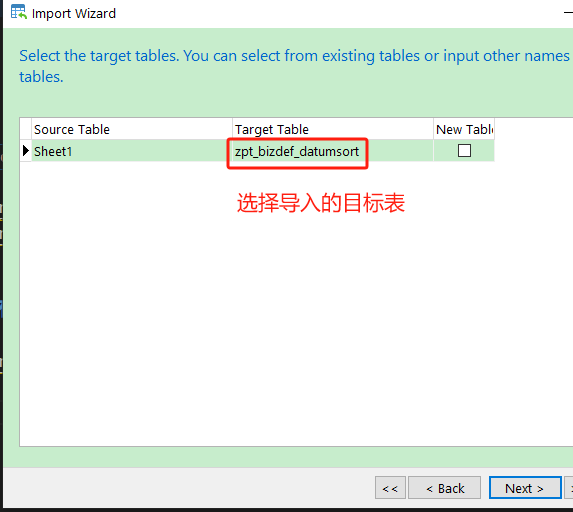 Import Wizard
Select the target tables. You can select from existing tables or input other names
tables.
Source Table Target Table New Table
Sheet1 zpt_bizdef_datumsort
选择导入的目标表
<< < Back Next >